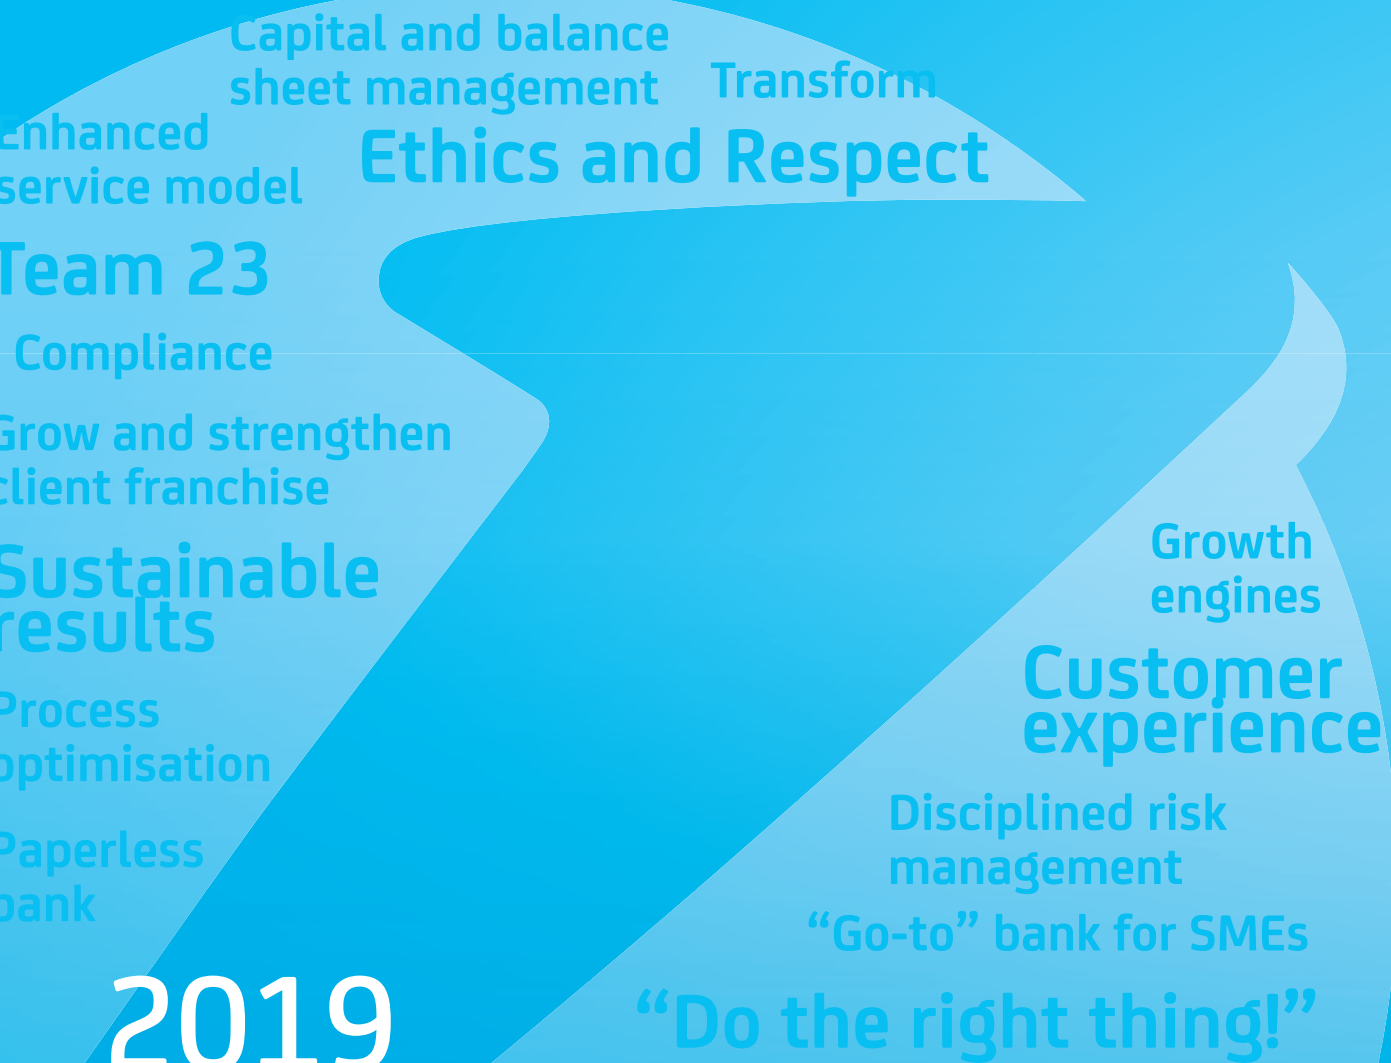 Capital and balance
sheet management
Transform
Enhanced
service model
Ethics and Respect
Team 23
Compliance
Grow and strengthen
client franchise
Sustainable
results
Process
optimisation
Paperless
bank
Growth
engines
Customer
experience
Disciplined risk
management
“Go-to” bank for SMEs
“Do the right thing!”
2019